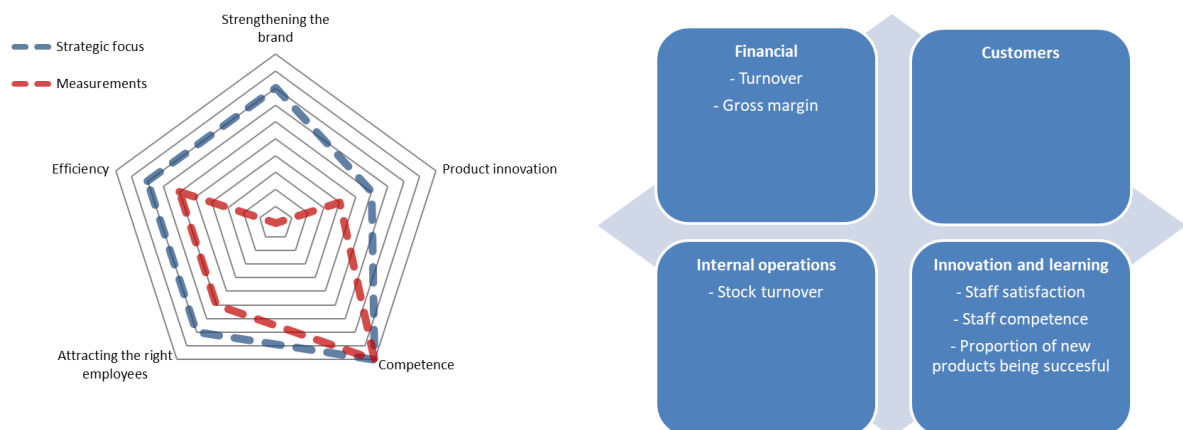 Strengthening the
brand
Strategic focus
Measurements
Efficiency
Product innovation
Attracting the right
employees
Competence
Financial
- Turnover
- Gross margin
Customers
Internal operations
- Stock turnover
Innovation and learning
- Staff satisfaction
- Staff competence
- Proportion of new
products being succesful